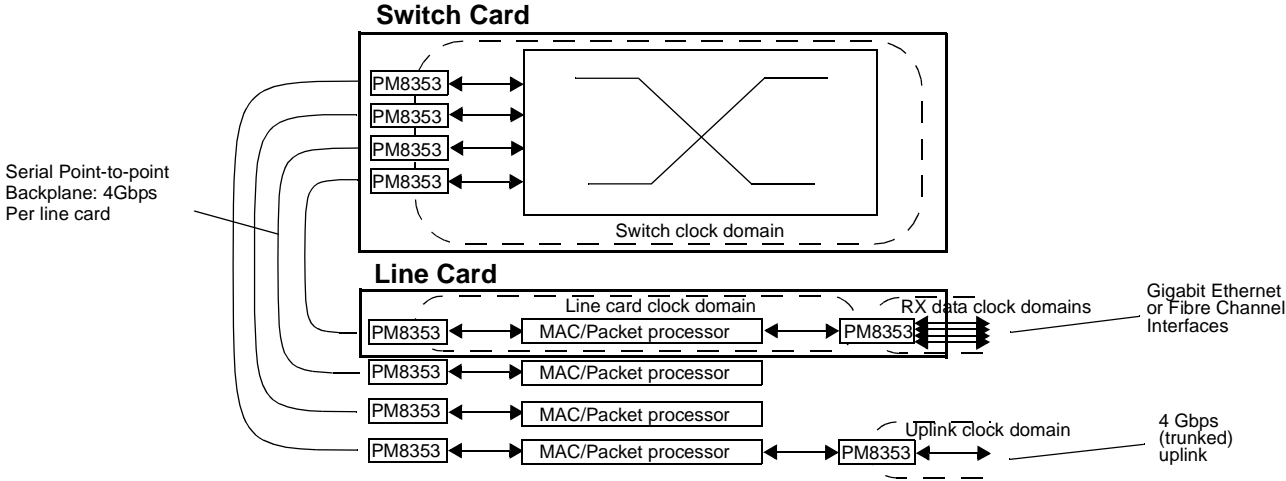 Switch Card
PM8353
PM8353
PM8353
PM8353
Serial Point-to-point
Backplane: 4Gbps
Per line card
Switch clock domain
Line Card
Line card clock domain
RX data clock domains
Gigabit Ethernet
or Fibre Channel
Interfaces
PM8353
MAC/Packet processor
PM8353
PM8353
MAC/Packet processor
PM8353
MAC/Packet processor
Uplink clock domain
4 Gbps
(trunked)
uplink
PM8353
MAC/Packet processor
PM8353